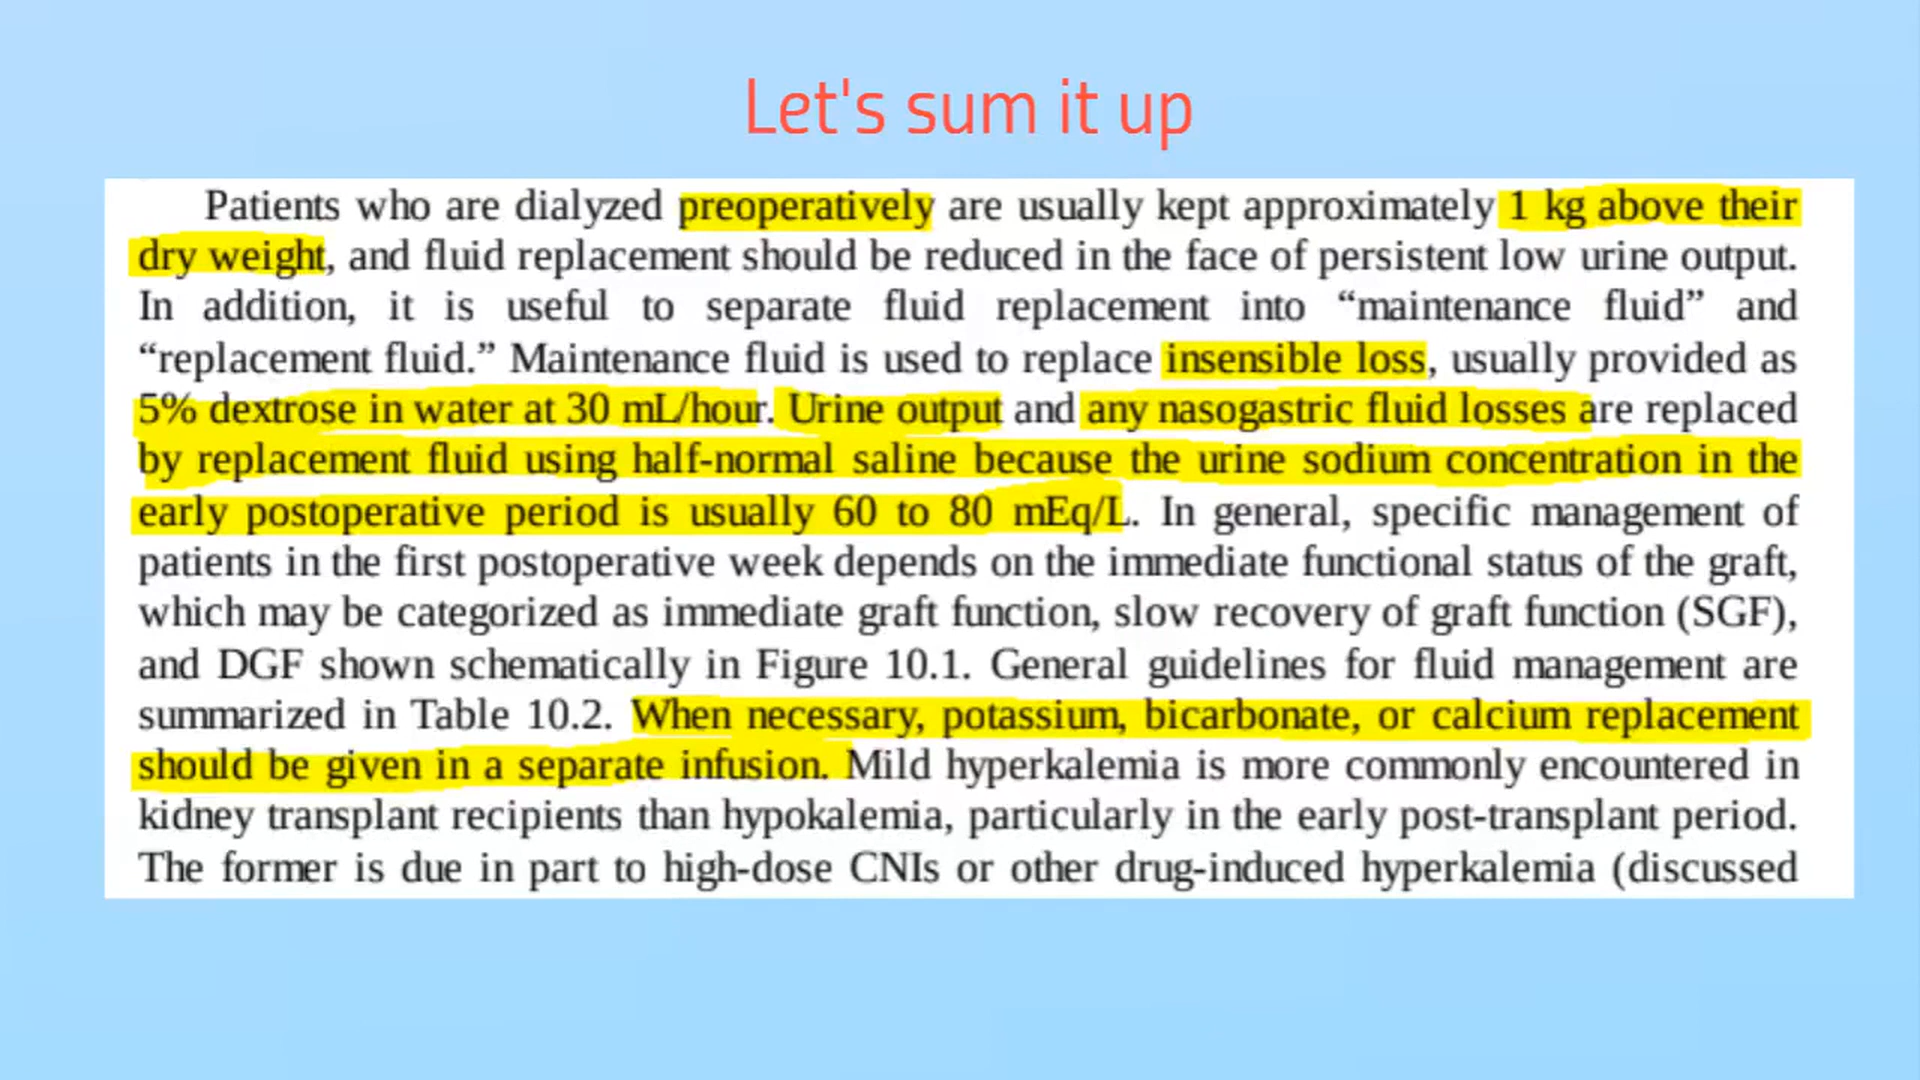 Let's sum it up
Patients who are dialyzed preoperatively are usually kept approximately 1 kg above their
dry weight, and fluid replacement should be reduced in the face of persistent low urine output.
In addition, it is useful to separate fluid replacement into “maintenance fluid” and
“replacement fluid.” Maintenance fluid is used to replace insensible loss, usually provided as
5% dextrose in water at 30 mL/hour. Urine output and any nasogastric fluid losses are replaced
by replacement fluid using half-normal saline because the urine sodium concentration in the
early postoperative period is usually 60 to 80 mEq/L. In general, specific management of
patients in the first postoperative week depends on the immediate functional status of the graft,
which may be categorized as immediate graft function, slow recovery of graft function (SGF),
and DGF shown schematically in Figure 10.1. General guidelines for fluid management are
summarized in Table 10.2. When necessary, potassium, bicarbonate, or calcium replacement
should be given in a separate infusion. Mild hyperkalemia is more commonly encountered in
kidney transplant recipients than hypokalemia, particularly in the early post-transplant period.
The former is due in part to high-dose CNIs or other drug-induced hyperkalemia (discussed